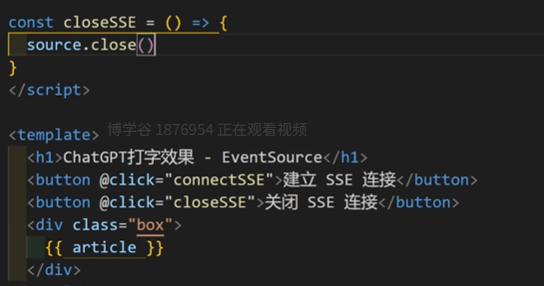 const closeSSE = () => {
source.close()
}
</script>
博学谷 1876954 正在观看视频
<template>
<h1>ChatGPT打字效果 - EventSource</h1>
<button @click="connectSSE">建立 SSE 连接</button>
<button @click="closeSSE">关闭 SSE 连接</button>
<div class="box">
{{ article }}
</div>